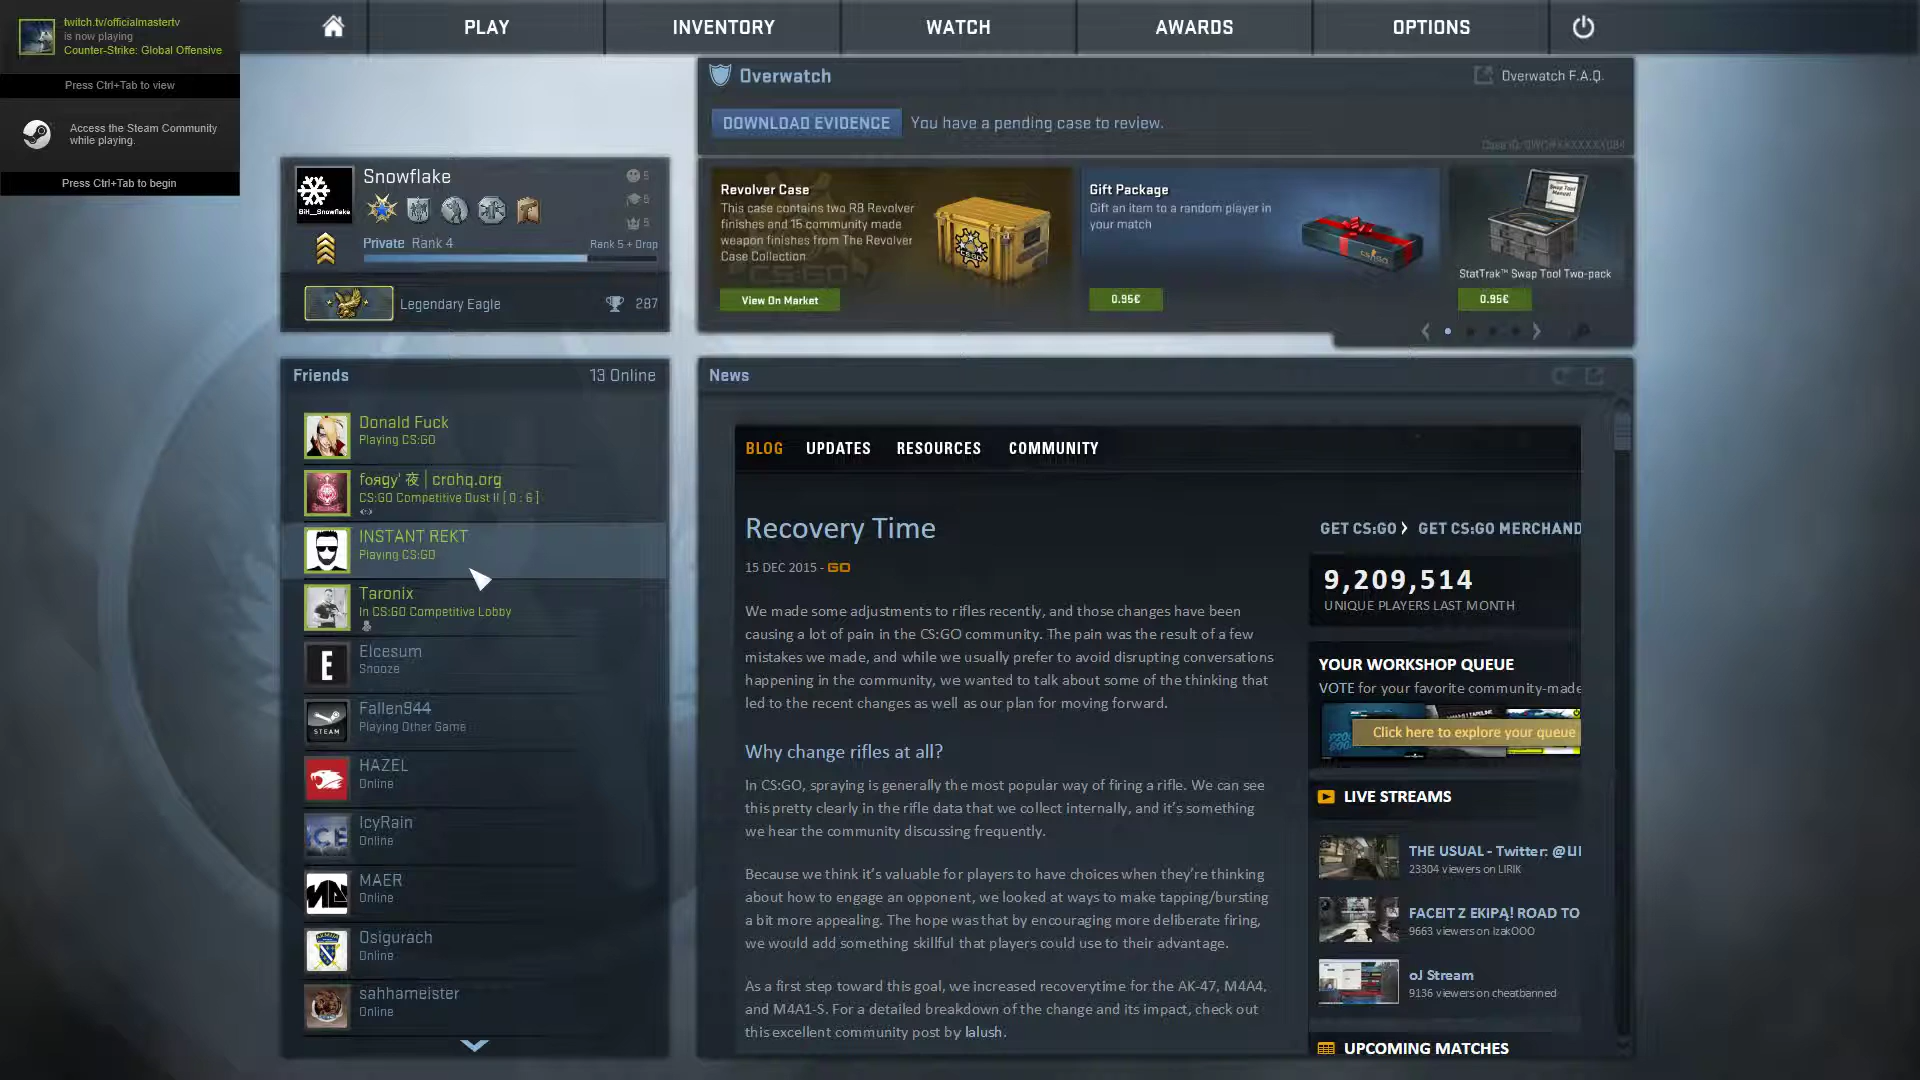 twitch.tv/officialmastertv
is now playing
Counter-Strike: Global Offensive
Press Ctrl+Tab to view
Access the Steam Community
while playing.
Press Ctrl+Tab to begin
PLAY
INVENTORY
WATCH
AWARDS
OPTIONS
Overwatch
Overwatch F.A.Q.
DOWNLOAD EVIDENCE
You have a pending case to review.
Snowflake
5
5
5
BiH__Snowflake
Private Rank 4
Rank 5 + Drop
Legendary Eagle
287
Revolver Case
This case contains two R8 Revolver
finishes and 15 community made
weapon finishes from The Revolver
Case Collection
View On Market
Gift Package
Gift an item to a random player in
your match
0.95€
StatTrak™ Swap Tool Two-pack
0.95€
Friends
13 Online
Donald Fuck
Playing CS:GO
foяgy' 夜 | crohq.org
CS:GO Competitive Dust II [ 0 : 6 ]
INSTANT REKT
Playing CS:GO
Taronix
In CS:GO Competitive Lobby
Elcesum
Snooze
Fallen944
Playing Other Game
STEAM
HAZEL
Online
IcyRain
Online
ICE
MAER
Online
Osigurach
Online
sahhameister
Online
News
BLOG
UPDATES
RESOURCES
COMMUNITY
Recovery Time
15 DEC 2015 - GO
We made some adjustments to rifles recently, and those changes have been
causing a lot of pain in the CS:GO community. The pain was the result of a few
mistakes we made, and while we usually prefer to avoid disrupting conversations
happening in the community, we wanted to talk about some of the thinking that
led to the recent changes as well as our plan for moving forward.
Why change rifles at all?
In CS:GO, spraying is generally the most popular way of firing a rifle. We can see
this pretty clearly in the rifle data that we collect internally, and it's something
we hear the community discussing frequently.
Because we think it's valuable for players to have choices when they're thinking
about how to engage an opponent, we looked at ways to make tapping/bursting
a bit more appealing. The hope was that by encouraging more deliberate firing,
we would add something skillful that players could use to their advantage.
As a first step toward this goal, we increased recoverytime for the AK-47, M4A4,
and M4A1-S. For a detailed breakdown of the change and its impact, check out
this excellent community post by lalush.
GET CS:GO
GET CS:GO MERCHAND
9,209,514
UNIQUE PLAYERS LAST MONTH
YOUR WORKSHOP QUEUE
VOTE for your favorite community-made
Click here to explore your queue
LIVE STREAMS
THE USUAL - Twitter: @LI
23304 viewers on LIRIK
FACEIT Z EKIPĄ! ROAD TO
9663 viewers on IzakOOO
oJ Stream
9136 viewers on cheatbanned
UPCOMING MATCHES